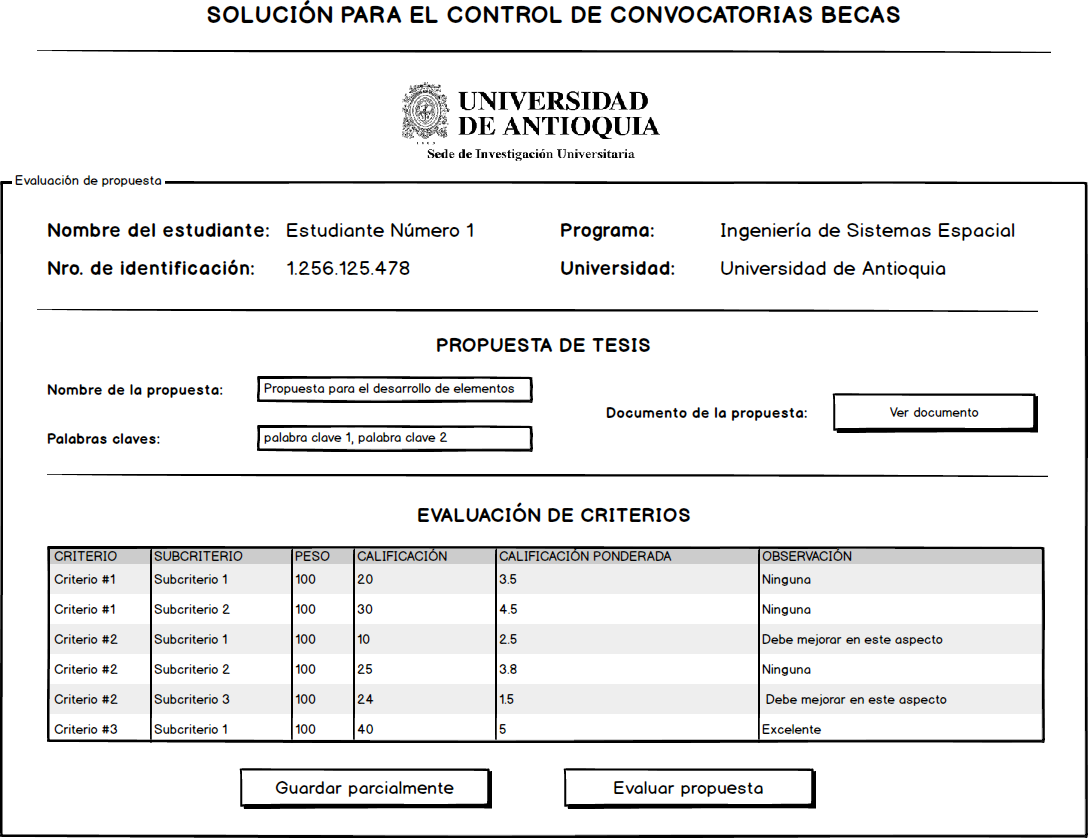 SOLUCIÓN PARA EL CONTROL DE CONVOCATORIAS BECAS
UNIVERSIDAD
DE ANTIOQUIA
1803
Sede de Investigación Universitaria
Evaluación de propuesta
Nombre del estudiante: Estudiante Número 1 Programa: Ingeniería de Sistemas Espacial
Nro. de identificación: 1.256.125.478 Universidad: Universidad de Antioquia
PROPUESTA DE TESIS
Nombre de la propuesta: Propuesta para el desarrollo de elementos
Documento de la propuesta: Ver documento
Palabras claves: palabra clave 1, palabra clave 2
EVALUACIÓN DE CRITERIOS
CRITERIO SUBCRITERIO PESO CALIFICACIÓN CALIFICACIÓN PONDERADA OBSERVACIÓN
Criterio #1 Subcriterio 1 100 20 3.5 Ninguna
Criterio #1 Subcriterio 2 100 30 4.5 Ninguna
Criterio #2 Subcriterio 1 100 10 2.5 Debe mejorar en este aspecto
Criterio #2 Subcriterio 2 100 25 3.8 Ninguna
Criterio #2 Subcriterio 3 100 24 1.5 Debe mejorar en este aspecto
Criterio #3 Subcriterio 1 100 40 5 Excelente
Guardar parcialmente Evaluar propuesta